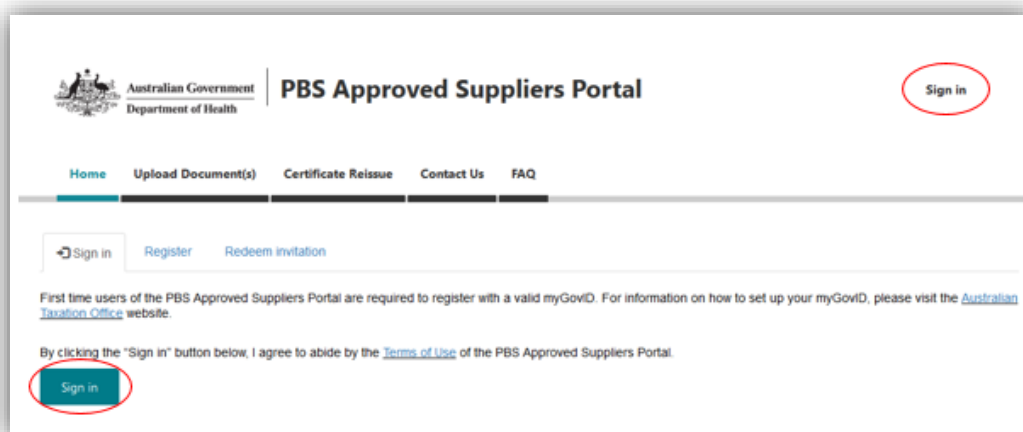 Australian Government
Department of Health
PBS Approved Suppliers Portal
Sign in
Home Upload Document(s) Certificate Reissue Contact Us FAQ
Sign in Register Redeem invitation
First time users of the PBS Approved Suppliers Portal are required to register with a valid myGovID. For information on how to set up your myGovID, please visit the Australian
Taxation Office website.
By clicking the "Sign in" button below, I agree to abide by the Terms of Use of the PBS Approved Suppliers Portal.
Sign in